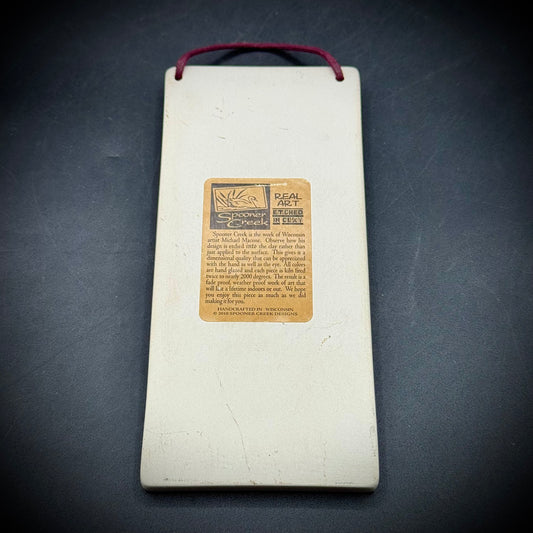 Spooner
Creek
REAL
ART
ETCHED
IN CLAY
Spooner Creek is the work of Wisconsin
artist Michael Macone. Observe how his
design is etched into the clay rather than
just applied to the surface. This gives it a
dimensional quality that can be appreciated
with the hand as well as the eye. All colors
are hand glazed and each piece is kiln fired
twice to nearly 2000 degrees. The result is a
fade proof, weather proof work of art that
will a lifetime indoors or out. We hope
you enjoy this piece as much as we did
making it for you.
HANDCRAFTED IN WISCONSIN
© 2010 SPOONER CREEK DESIGNS